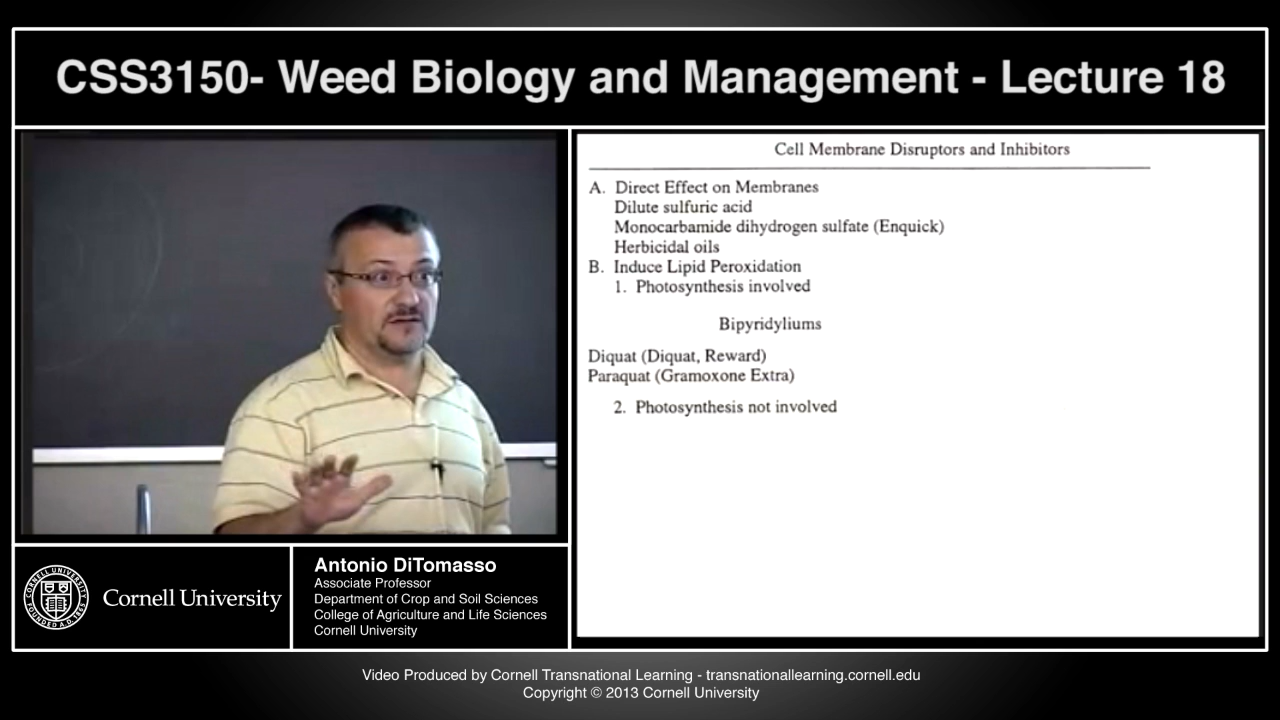 CSS3150- Weed Biology and Management - Lecture 18
Cell Membrane Disruptors and Inhibitors
A. Direct Effect on Membranes
Dilute sulfuric acid
Monocarbamide dihydrogen sulfate (Enquick)
Herbicidal oils
B. Induce Lipid Peroxidation
1. Photosynthesis involved
Bipyridyliums
Diquat (Diquat, Reward)
Paraquat (Gramoxone Extra)
2. Photosynthesis not involved
Cornell University
Antonio DiTomasso
Associate Professor
Department of Crop and Soil Sciences
College of Agriculture and Life Sciences
Cornell University
Video Produced by Cornell Transnational Learning - transnationallearning.cornell.edu
Copyright © 2013 Cornell University